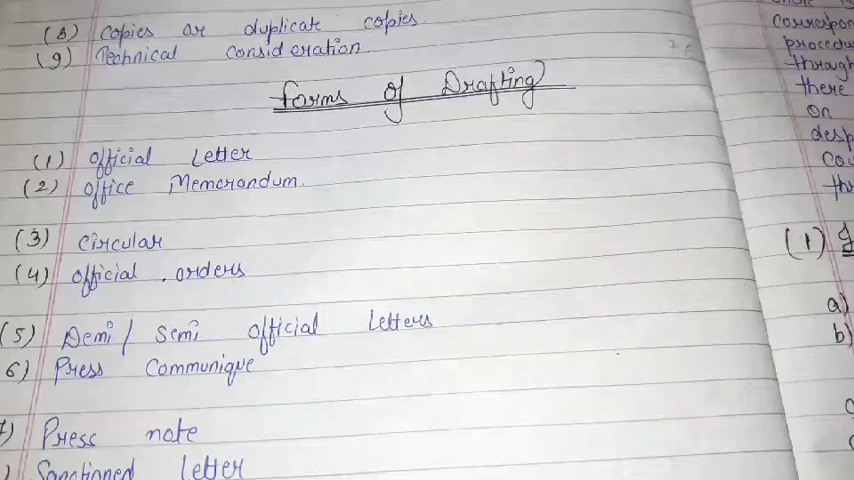 (8) Copies or duplicate copies.
(9) Technical consideration.
Forms of Drafting
(1) official Letter
(2) office Memorandum.
(3) circular
(4) official orders
(5) Demi/ Semi official Letters
6) Press Communique
7) Press note
) Sanctioned Letter
correspon
procedu
through
there
on
desp
cou
(1)
a)
b)